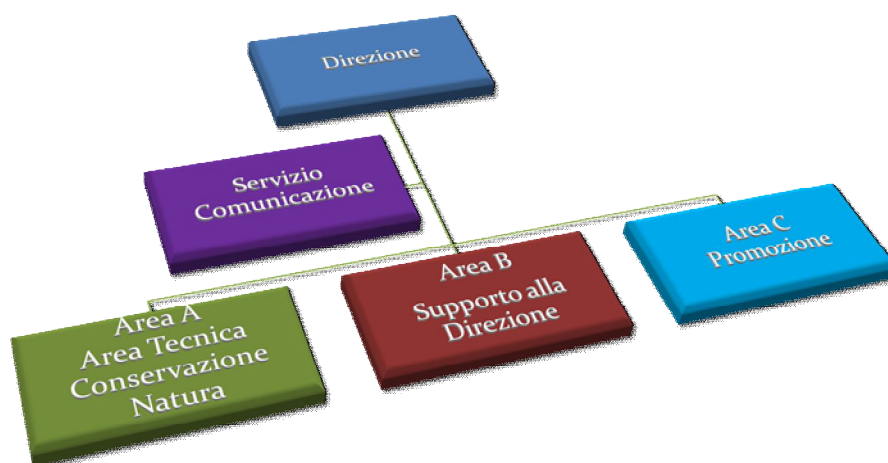 Direzione
Servizio
Comunicazione
Area A
Area Tecnica
Conservazione
Natura
Area B
Supporto alla
Direzione
Area C
Promozione